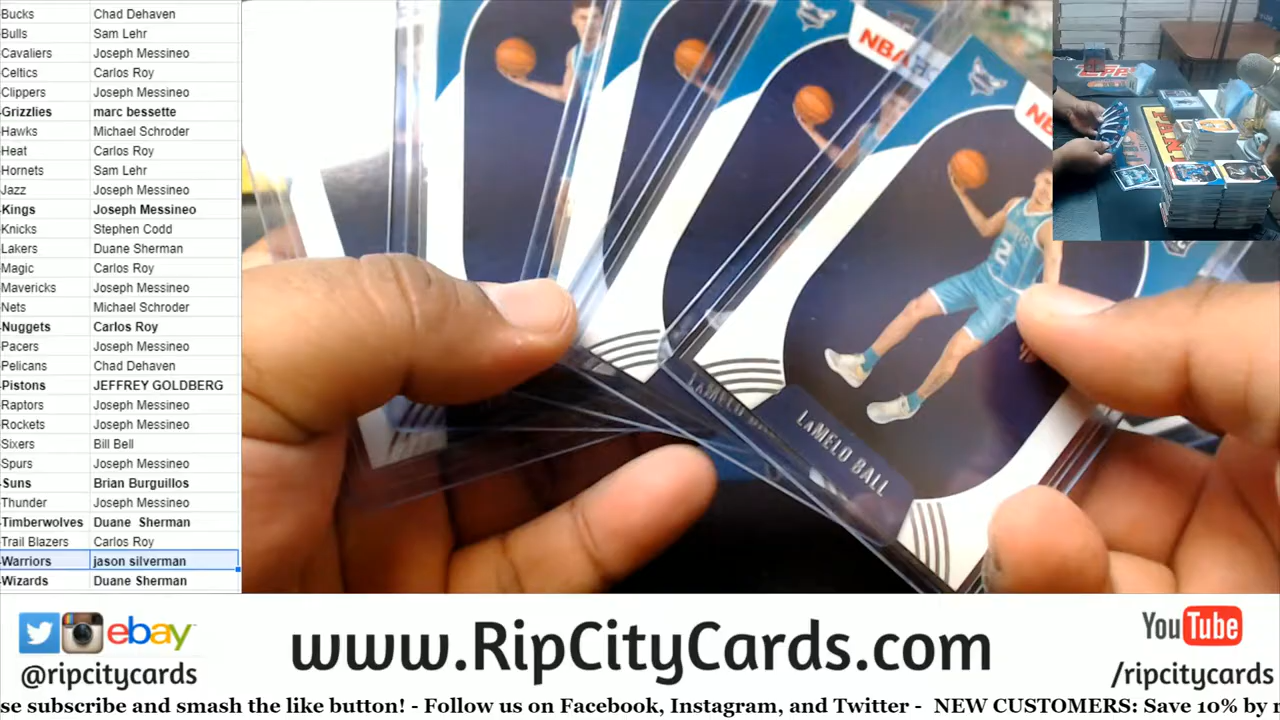 Bucks Chad Dehaven
Bulls Sam Lehr
Cavaliers Joseph Messineo
Celtics Carlos Roy
Clippers Joseph Messineo
Grizzlies marc bessette
Hawks Michael Schroder
Heat Carlos Roy
Hornets Sam Lehr
Jazz Joseph Messineo
Kings Joseph Messineo
Knicks Stephen Codd
Lakers Duane Sherman
Magic Carlos Roy
Mavericks Joseph Messineo
Nets Michael Schroder
Nuggets Carlos Roy
Pacers Joseph Messineo
Pelicans Chad Dehaven
Pistons JEFFREY GOLDBERG
Raptors Joseph Messineo
Rockets Joseph Messineo
Sixers Bill Bell
Spurs Joseph Messineo
Suns Brian Burguillos
Thunder Joseph Messineo
Timberwolves Duane Sherman
Trail Blazers Carlos Roy
Warriors jason silverman
Wizards Duane Sherman
NBA
LAMELO BALL
2
ebay
@ripcitycards
www.RipCityCards.com
YouTube
/ripcitycards
se subscribe and smash the like button! - Follow us on Facebook, Instagram, and Twitter - NEW CUSTOMERS: Save 10% by